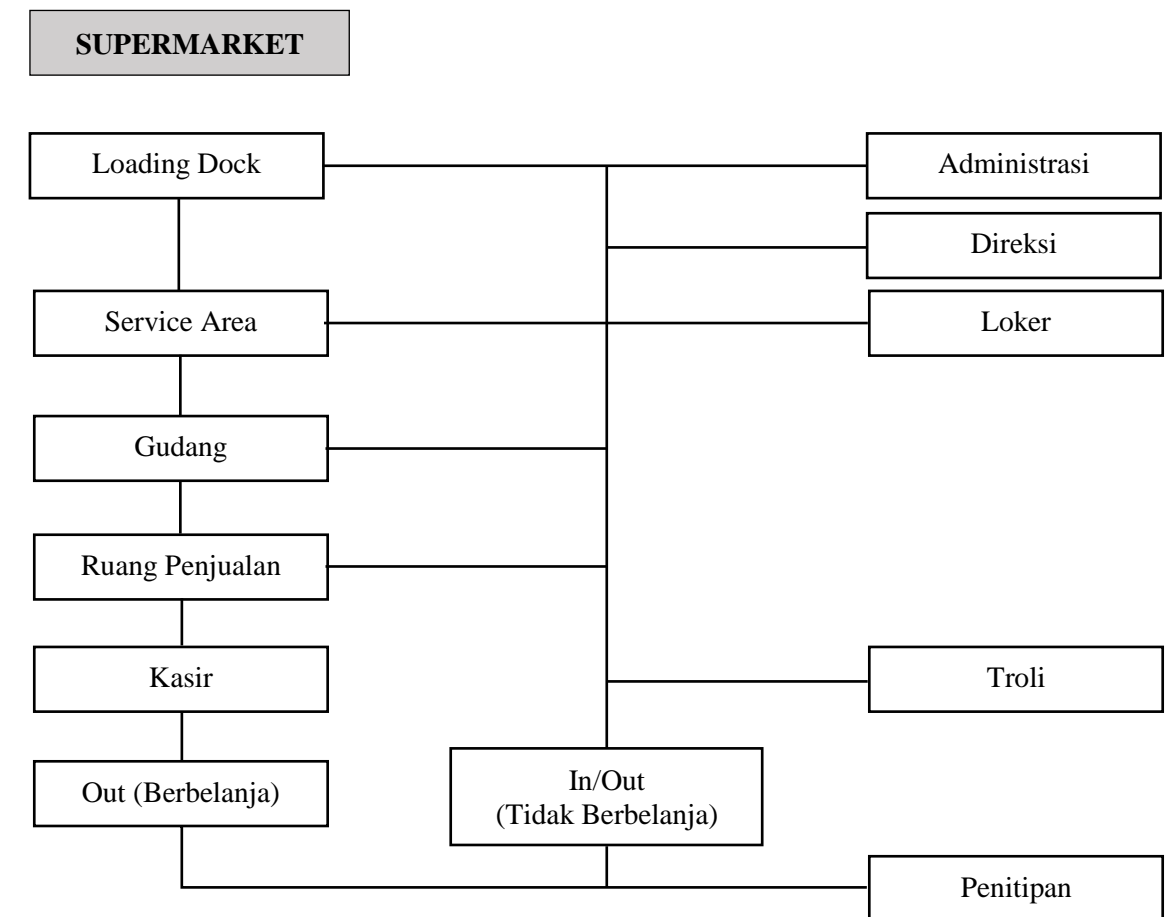 SUPERMARKET
Loading Dock
Administrasi
Direksi
Service Area
Loker
Gudang
Ruang Penjualan
Kasir
Troli
Out (Berbelanja)
In/Out
(Tidak Berbelanja)
Penitipan